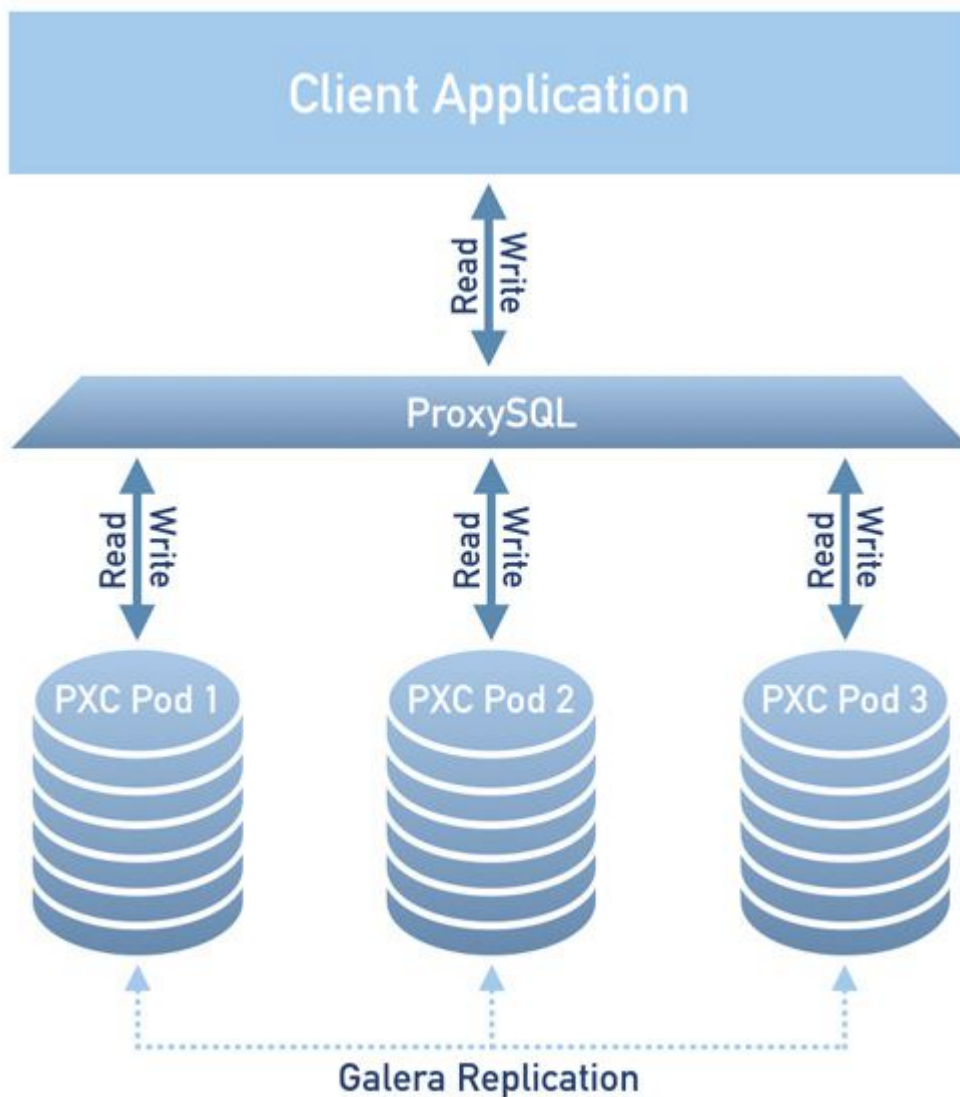 Client Application
Read
Write
ProxySQL
Read
Write
Read
Write
Read
Write
PXC Pod 1
PXC Pod 2
PXC Pod 3
Galera Replication